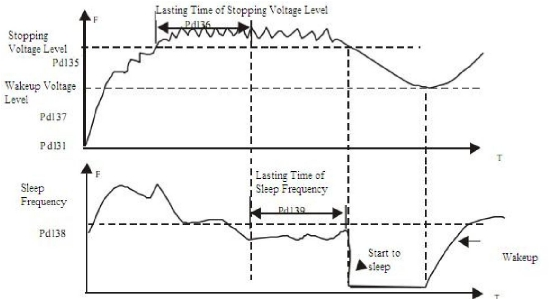 F
Lasting Time of Stopping Voltage Level
Pd136
Stopping
Voltage Level
Pd135
Wakeup Voltage
Level
Pd137
Pd131
T
F
Lasting Time of
Sleep Frequency
Pd139
Sleep
Frequency
Pd138
Start to
sleep
Wakeup
T